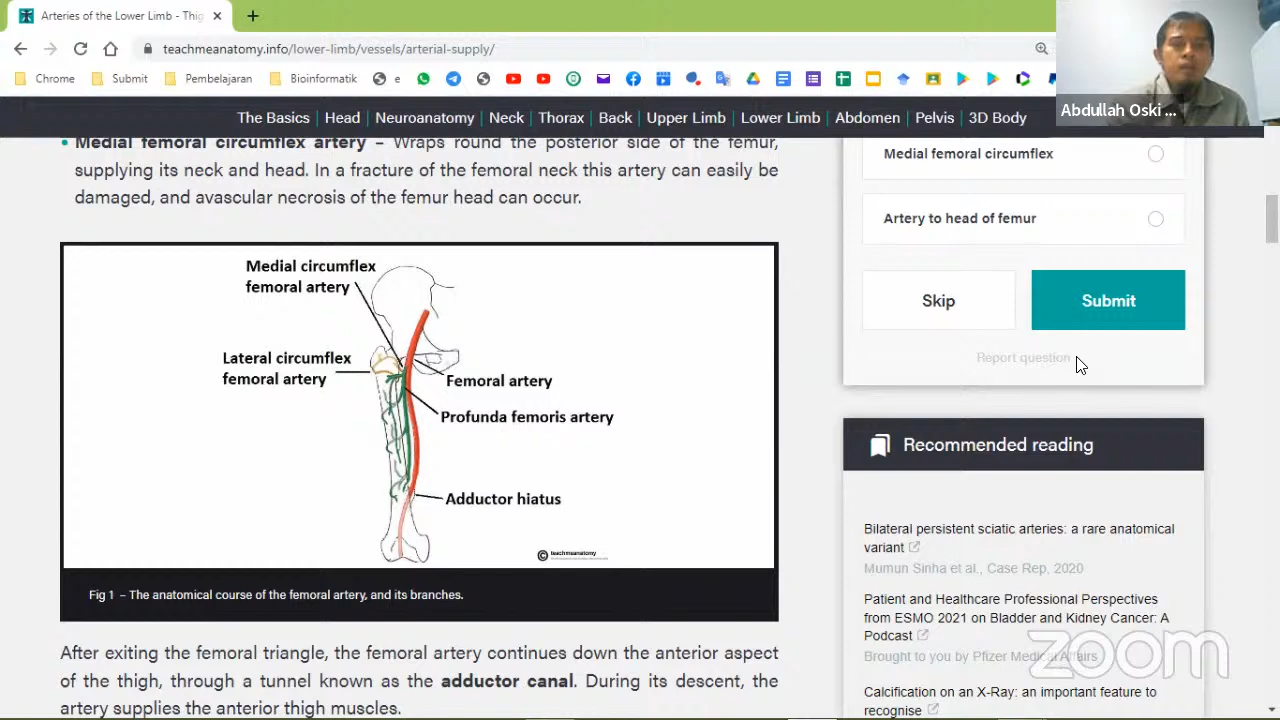 Arteries of the Lower Limb - Thig
teachmeanatomy.info/lower-limb/vessels/arterial-supply/
Chrome
Submit
Pembelajaran
Bioinformatik
e
Abdullah Oski ...
The Basics | Head | Neuroanatomy | Neck | Thorax | Back | Upper Limb | Lower Limb | Abdomen | Pelvis | 3D Body
• Medial femoral circumflex artery – Wraps round the posterior side of the femur,
supplying its neck and head. In a fracture of the femoral neck this artery can easily be
damaged, and avascular necrosis of the femur head can occur.
Medial circumflex
femoral artery
Lateral circumflex
femoral artery
Femoral artery
Profunda femoris artery
Adductor hiatus
© teachmeanatomy
Fig 1 – The anatomical course of the femoral artery, and its branches.
After exiting the femoral triangle, the femoral artery continues down the anterior aspect
of the thigh, through a tunnel known as the adductor canal. During its descent, the
artery supplies the anterior thigh muscles.
Medial femoral circumflex
Artery to head of femur
Skip
Submit
Report question
Recommended reading
Bilateral persistent sciatic arteries: a rare anatomical
variant
Mumun Sinha et al., Case Rep, 2020
Patient and Healthcare Professional Perspectives
from ESMO 2021 on Bladder and Kidney Cancer: A
Podcast
Brought to you by Pfizer Medical Affairs
Calcification on an X-Ray: an important feature to
recognise
zoom